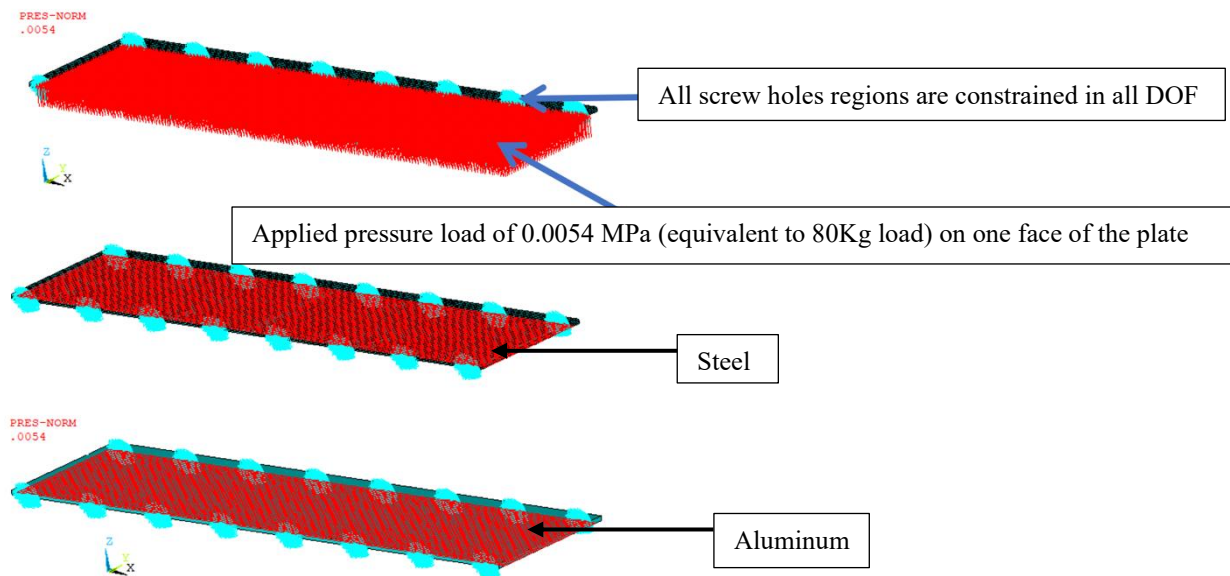 PRES-NORM
.0054
All screw holes regions are constrained in all DOF
Z
Y
X
Applied pressure load of 0.0054 MPa (equivalent to 80Kg load) on one face of the plate
Steel
PRES-NORM
.0054
Aluminum
Z
Y
X